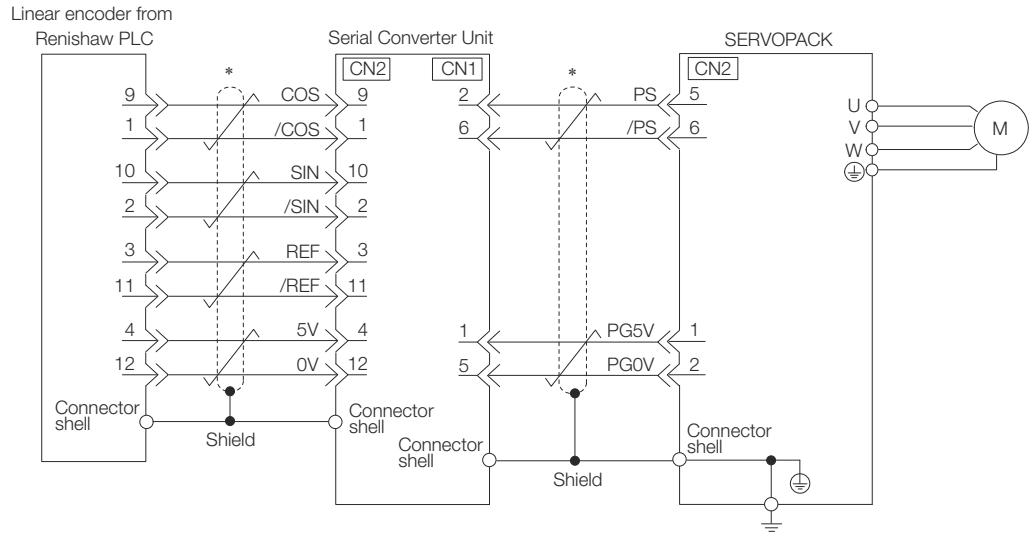 Linear encoder from
Renishaw PLC
Serial Converter Unit
SERVOPACK
CN2
CN1
CN2
*
*
9 COS 9
1 /COS 1
10 SIN 10
2 /SIN 2
3 REF 3
11 /REF 11
4 5V 4
12 0V 12
Connector
shell
Shield
Connector
shell
2 PS 5
6 /PS 6
1 PG5V 1
5 PG0V 2
Connector
shell
Shield
Connector
shell
U
V
W
M